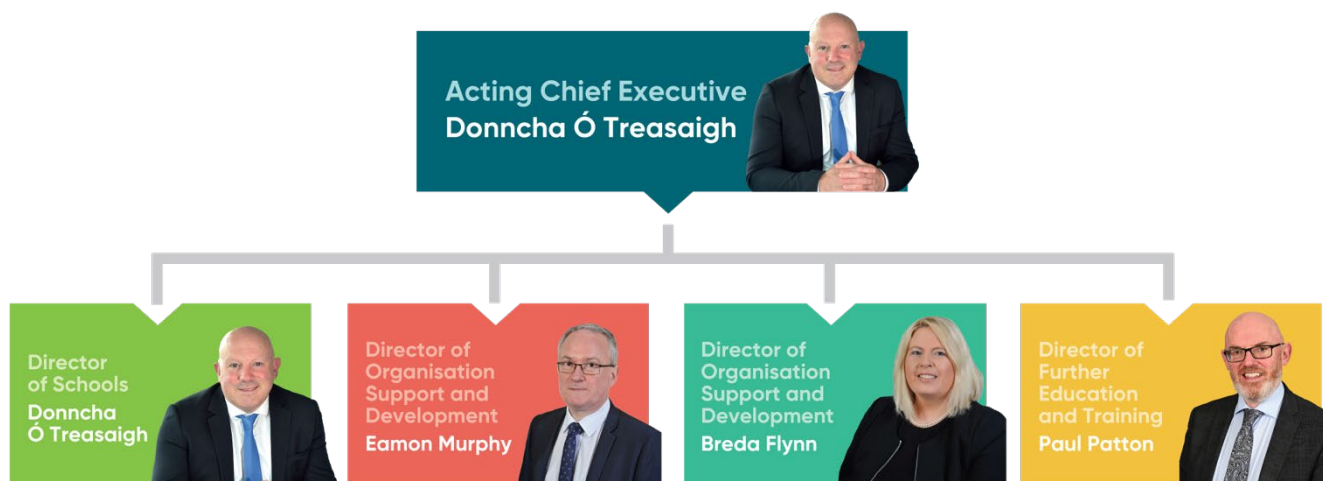 Acting Chief Executive
Donncha Ó Treasaigh
Director
of Schools
Donncha
Ó Treasaigh
Director of
Organisation
Support and
Development
Eamon Murphy
Director of
Organisation
Support and
Development
Breda Flynn
Director of
Further
Education
and Training
Paul Patton